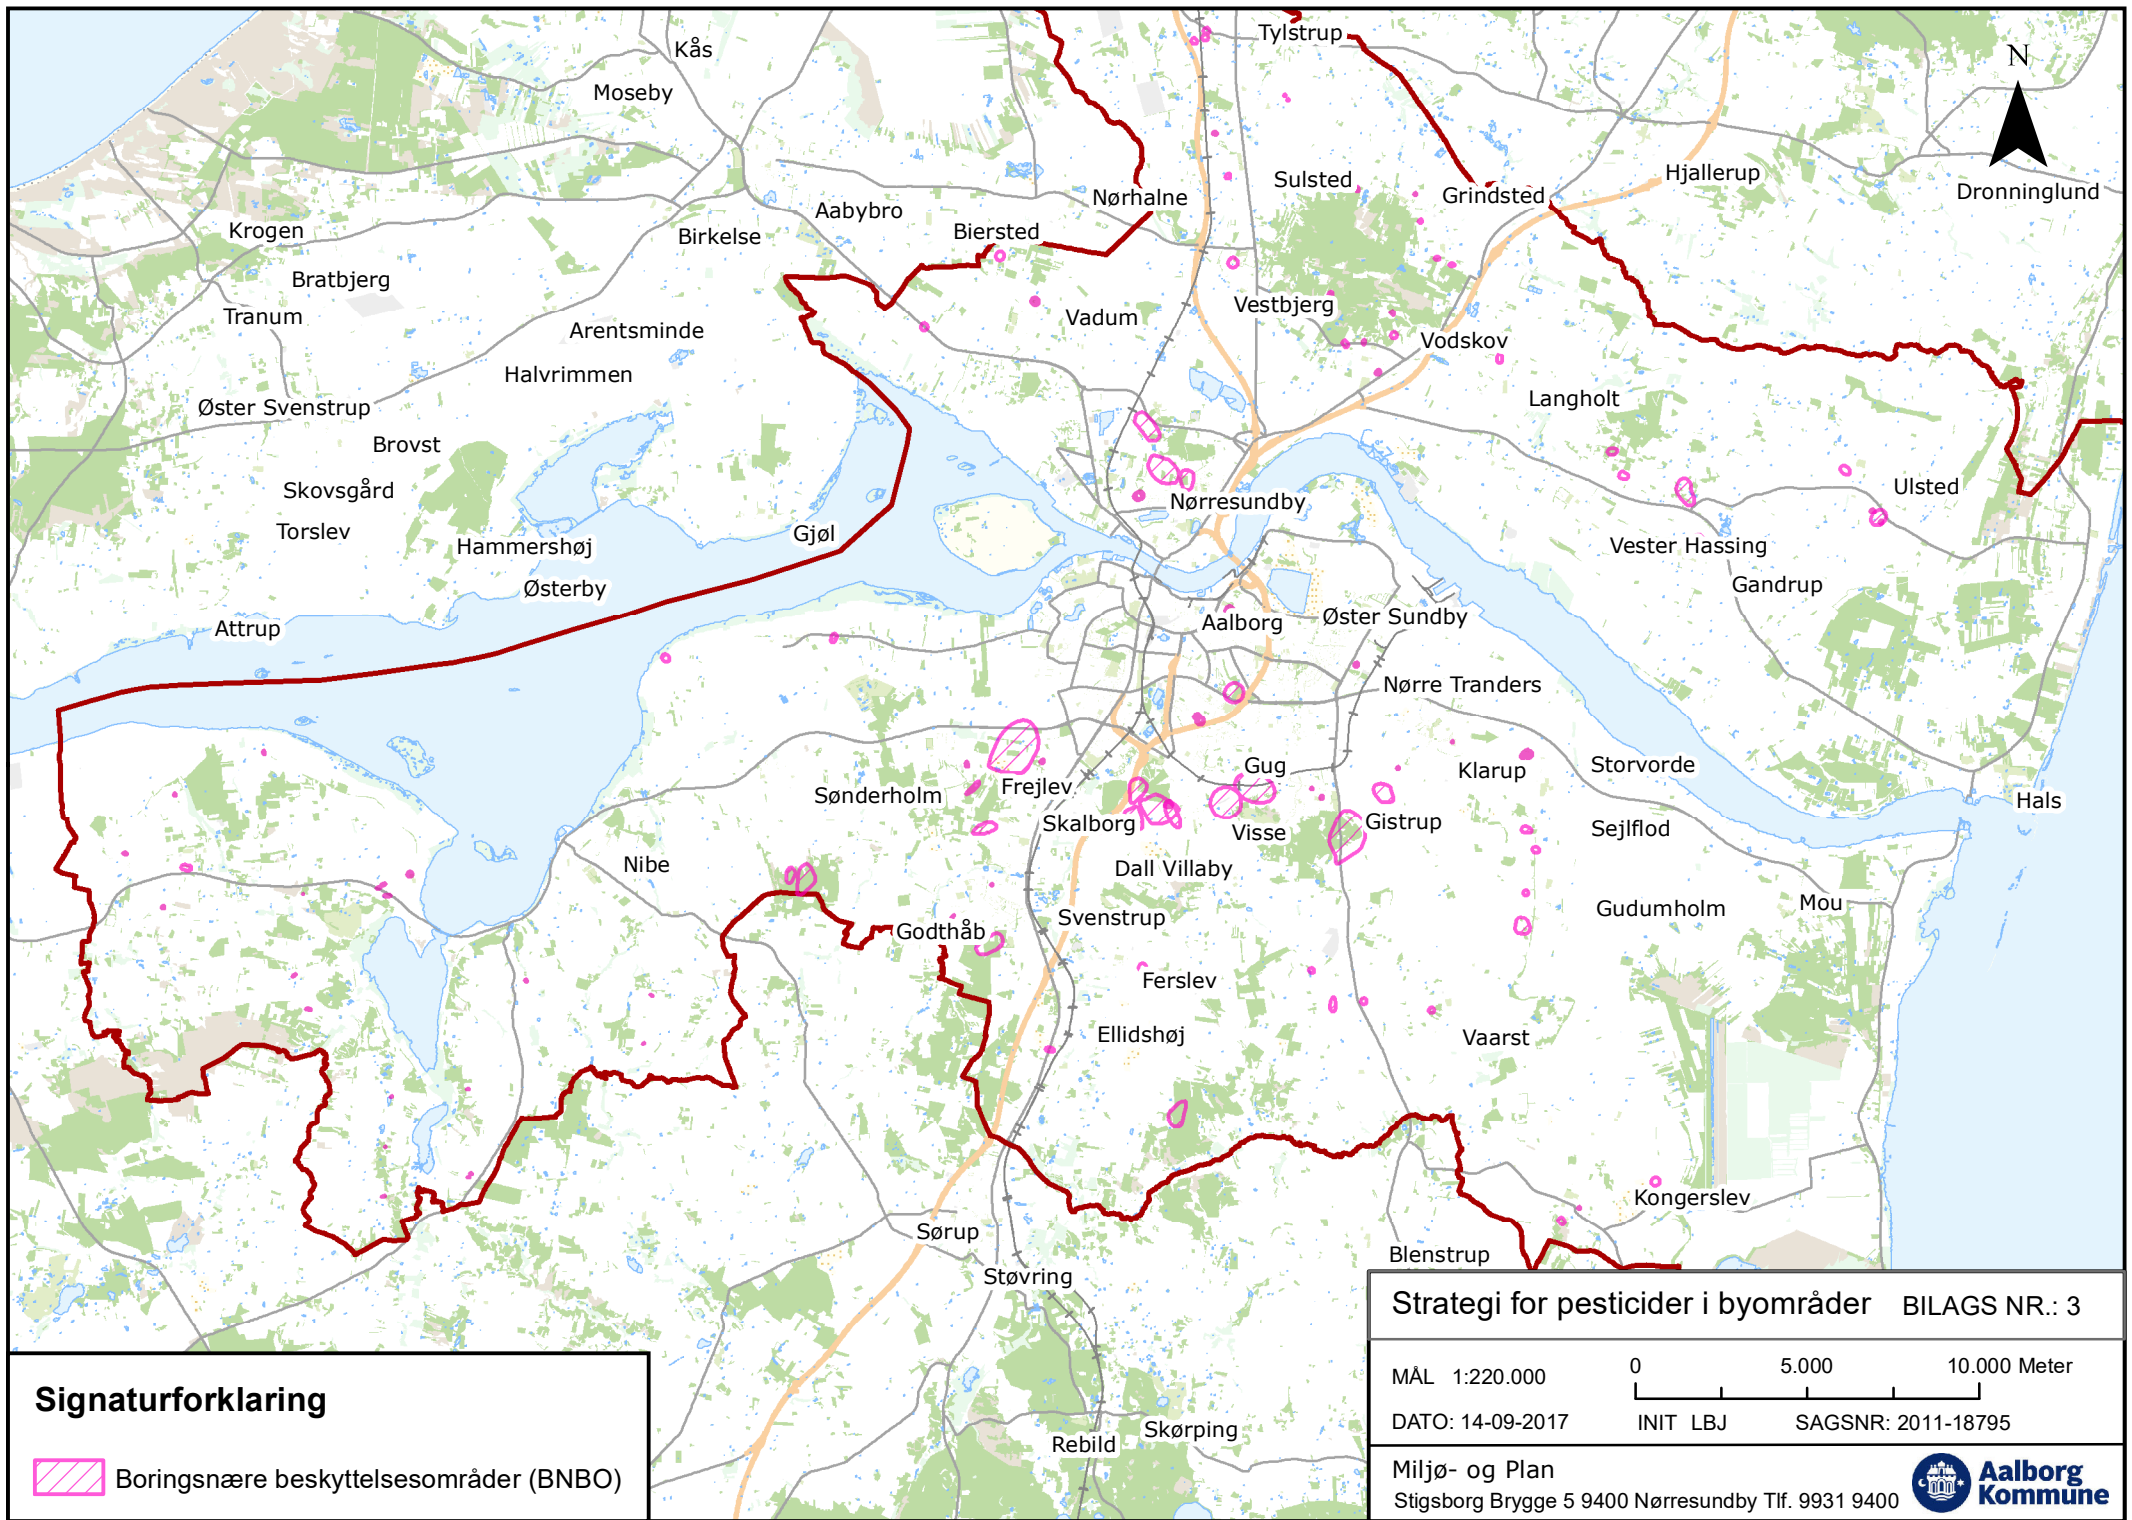 Kås
Tylstrup
N
Moseby
Hjallerup
Sulsted
Grindsted
Dronninglund
Nørhalne
Aabybro
Krogen
Birkelse
Biersted
Bratbjerg
Vestbjerg
Tranum
Vadum
Arentsminde
Vodskov
Halvrimmen
Langholt
Øster Svenstrup
Brovst
Skovsgård
Ulsted
Nørresundby
Torslev
Gjøl
Hammershøj
Vester Hassing
Østerby
Gandrup
Attrup
Aalborg
Øster Sundby
Nørre Tranders
Gug
Klarup
Storvorde
Frejlev
Sønderholm
Hals
Skalborg
Visse
Gistrup
Sejlflod
Nibe
Dall Villaby
Mou
Svenstrup
Gudumholm
Godthåb
Ferslev
Ellidshøj
Vaarst
Kongerslev
Sørup
Blenstrup
Støvring
Skørping
Rebild
Strategi for pesticider i byområder BILAGS NR.: 3
0 5.000 10.000 Meter
MÅL 1:220.000
DATO: 14-09-2017 INIT LBJ SAGSNR: 2011-18795
Miljø- og Plan
Stigsborg Brygge 5 9400 Nørresundby Tlf. 9931 9400
Aalborg
Kommune
Signaturforklaring
Boringsnære beskyttelsesområder (BNBO)